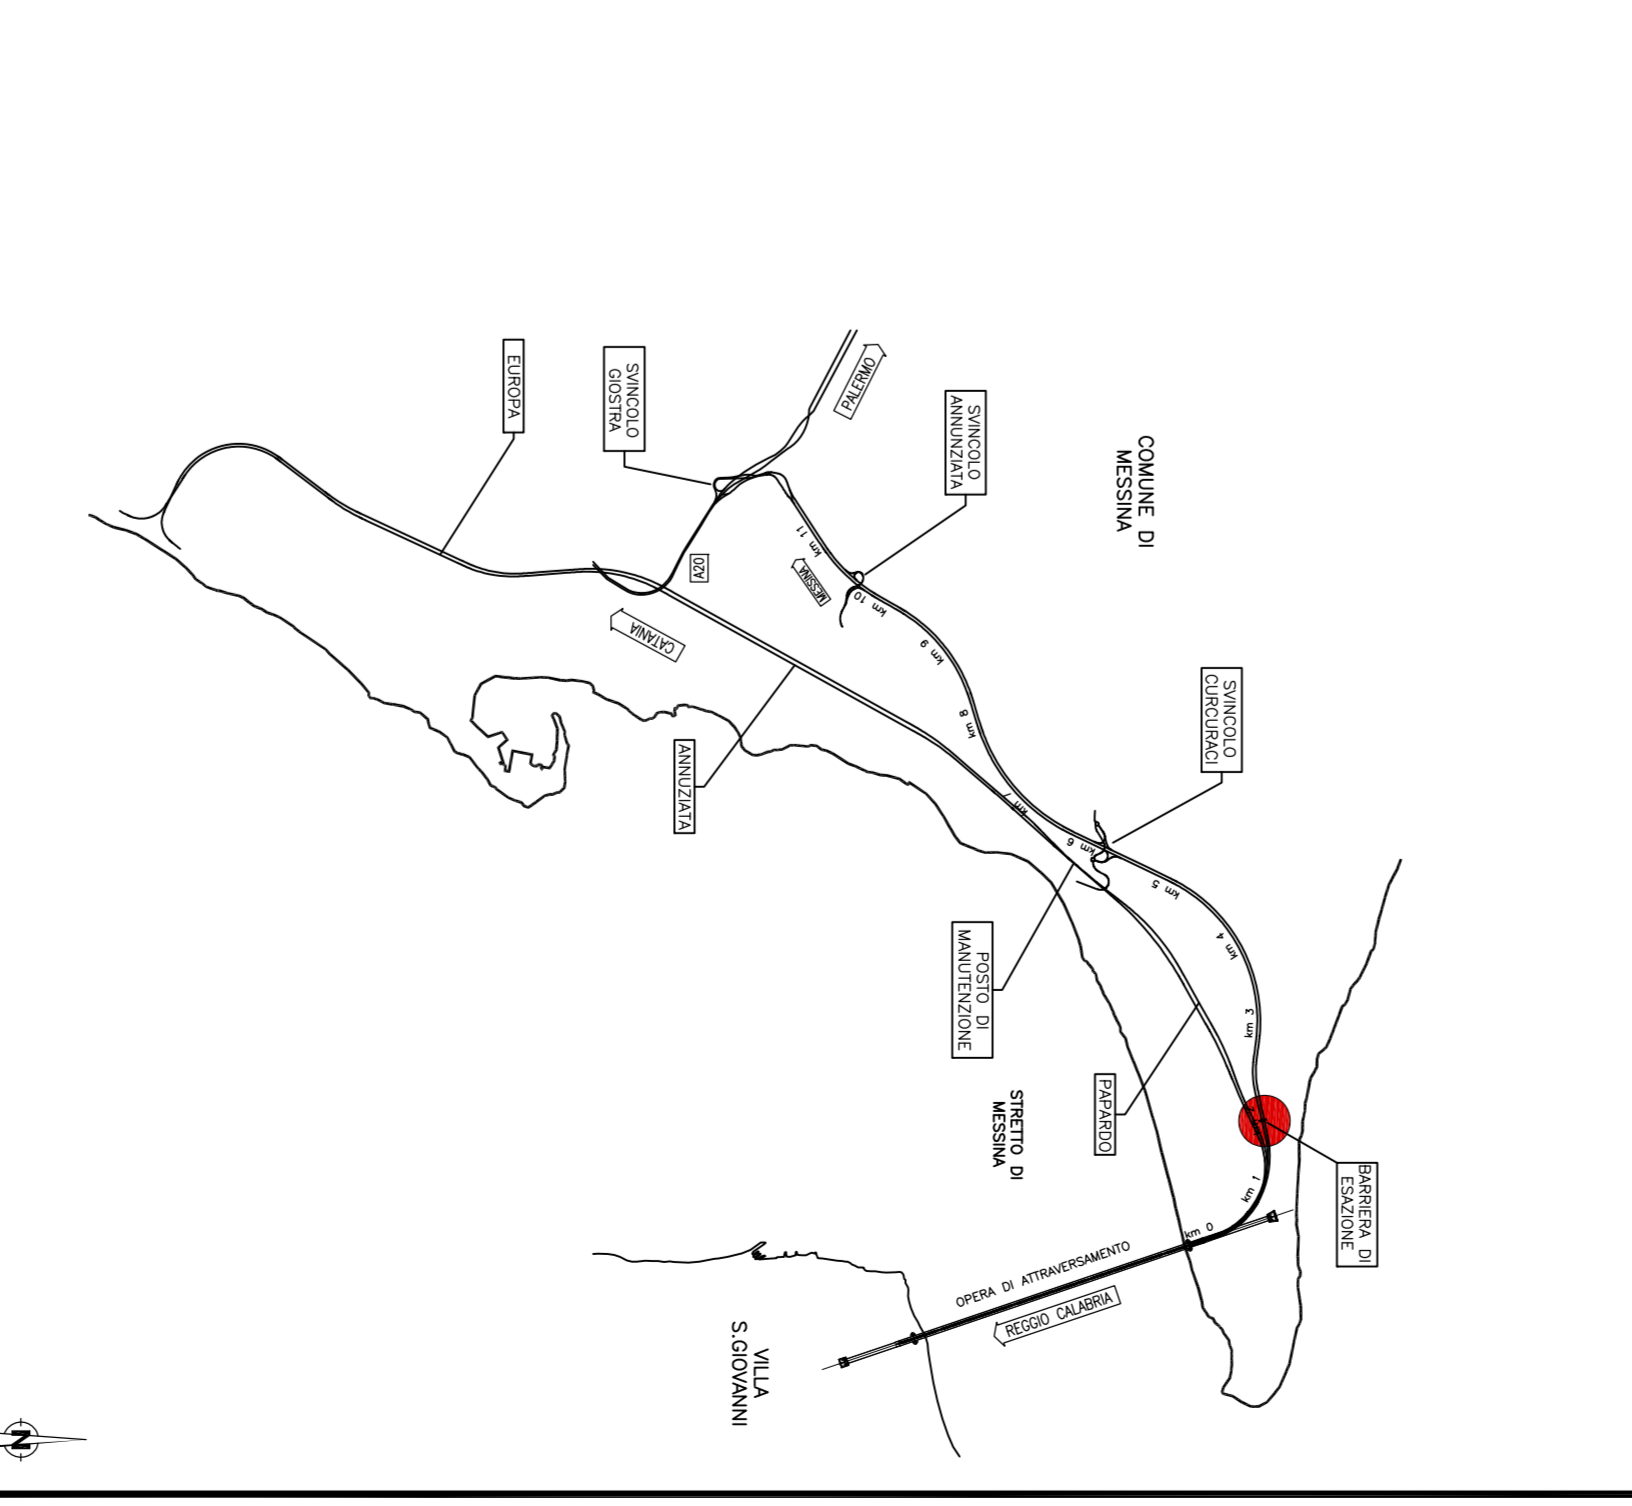 COMUNE DI
MESSINA
BARRIERA DI
ESAZIONE
SVINCOLO
CURCURACI
SVINCOLO
ANNUNZIATA
PALERMO
SVINCOLO
GIOSTRA
EUROPA
A20
MESSINA
CATANIA
ANNUZIATA
POSTO DI
MANUTENZIONE
PAPARDO
STRETTO DI
MESSINA
km 0
km 1
km 3
km 4
km 5
km 6
km 7
km 8
km 9
km 10
km 11
OPERA DI ATTRAVERSAMENTO
REGGIO CALABRIA
VILLA
S.GIOVANNI
N